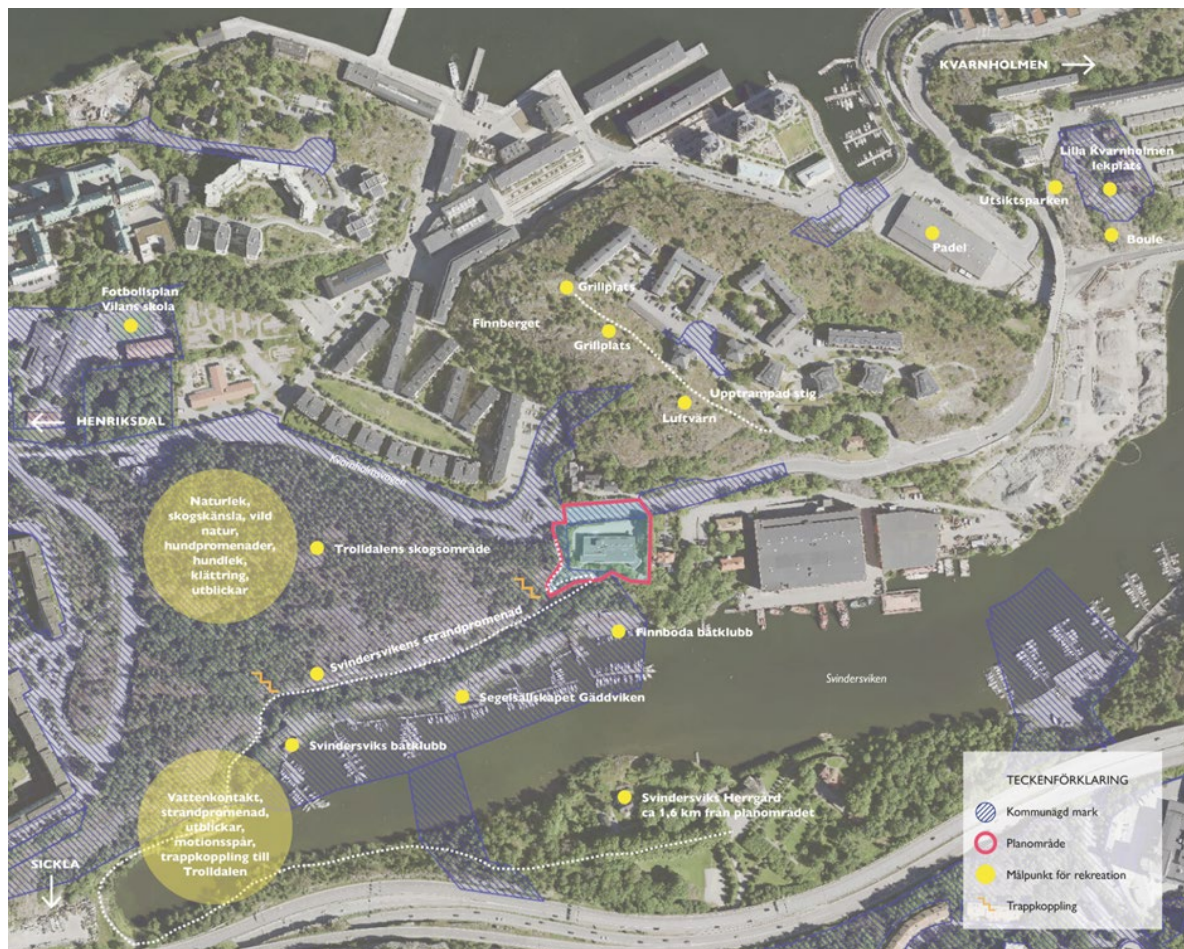 KVARNHOLMEN
Lilla Kvarnholmen
lekplats
Utsiktsparken
Boule
Padel
Fotbollsplan
Vilans skola
Grillplats
Finnberget
Grillplats
Upptrampad stig
Luftvärn
HENRIKSDAL
Kvarnholmsvägen
Naturlek,
skogskänsla, vild
natur,
hundpromenader,
hundlek,
klättring,
utblickar
Trolldalens skogsområde
Svindersvikens strandpromenad
Finnboda båtklubb
Svindersviken
Segelsällskapet Gäddviken
Svindersviks båtklubb
Vattenkontakt,
strandpromenad,
utblickar,
motionsspår,
trappkoppling till
Trolldalen
Svindersviks Herrgård
ca 1,6 km från planområdet
SICKLA
TECKENFÖRKLARING
Kommunägd mark
Planområde
Målpunkt för rekreation
Trappkoppling